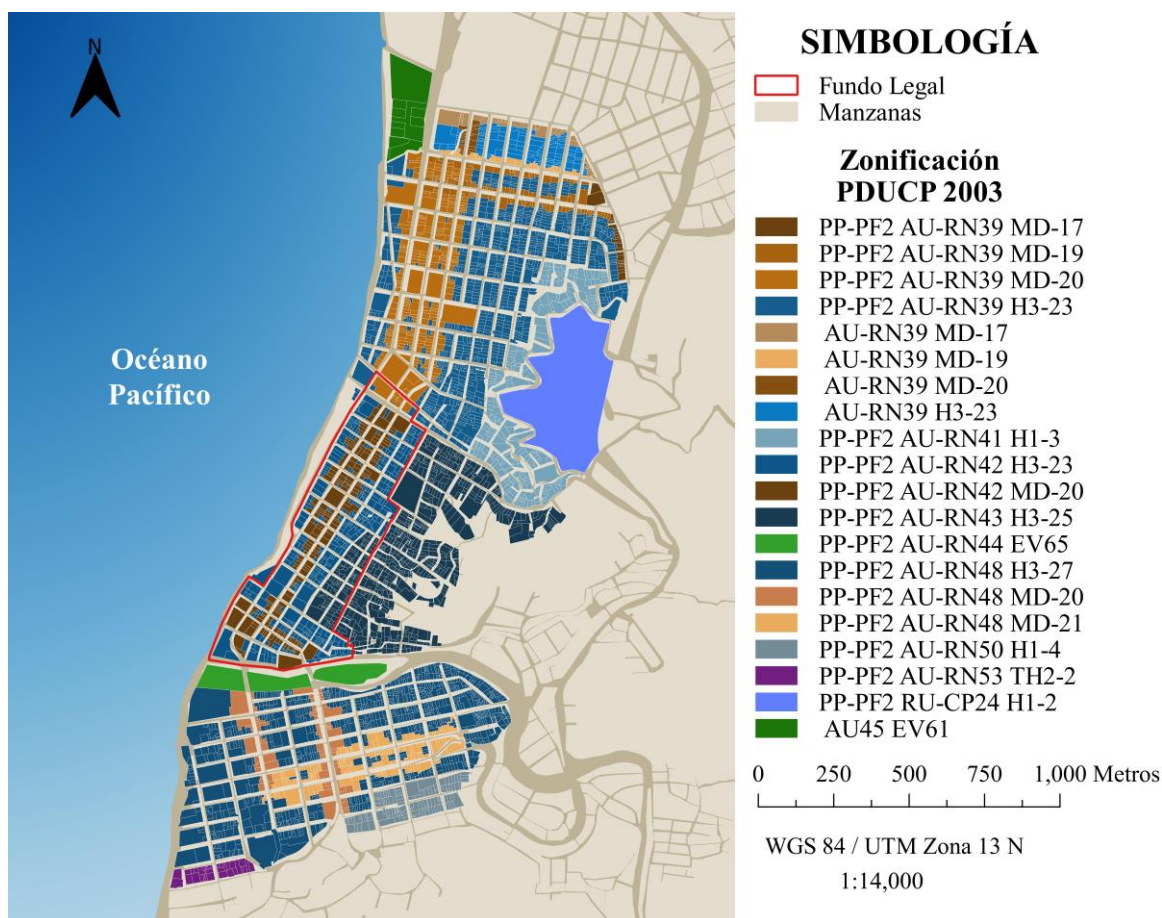 N
Océano
Pacífico
SIMBOLOGÍA
Fundo Legal
Manzanas
Zonificación
PDUCP 2003
PP-PF2 AU-RN39 MD-17
PP-PF2 AU-RN39 MD-19
PP-PF2 AU-RN39 MD-20
PP-PF2 AU-RN39 H3-23
AU-RN39 MD-17
AU-RN39 MD-19
AU-RN39 MD-20
AU-RN39 H3-23
PP-PF2 AU-RN41 H1-3
PP-PF2 AU-RN42 H3-23
PP-PF2 AU-RN42 MD-20
PP-PF2 AU-RN43 H3-25
PP-PF2 AU-RN44 EV65
PP-PF2 AU-RN48 H3-27
PP-PF2 AU-RN48 MD-20
PP-PF2 AU-RN48 MD-21
PP-PF2 AU-RN50 H1-4
PP-PF2 AU-RN53 TH2-2
PP-PF2 RU-CP24 H1-2
AU45 EV61
0 250 500 750 1,000 Metros
WGS 84 / UTM Zona 13 N
1:14,000